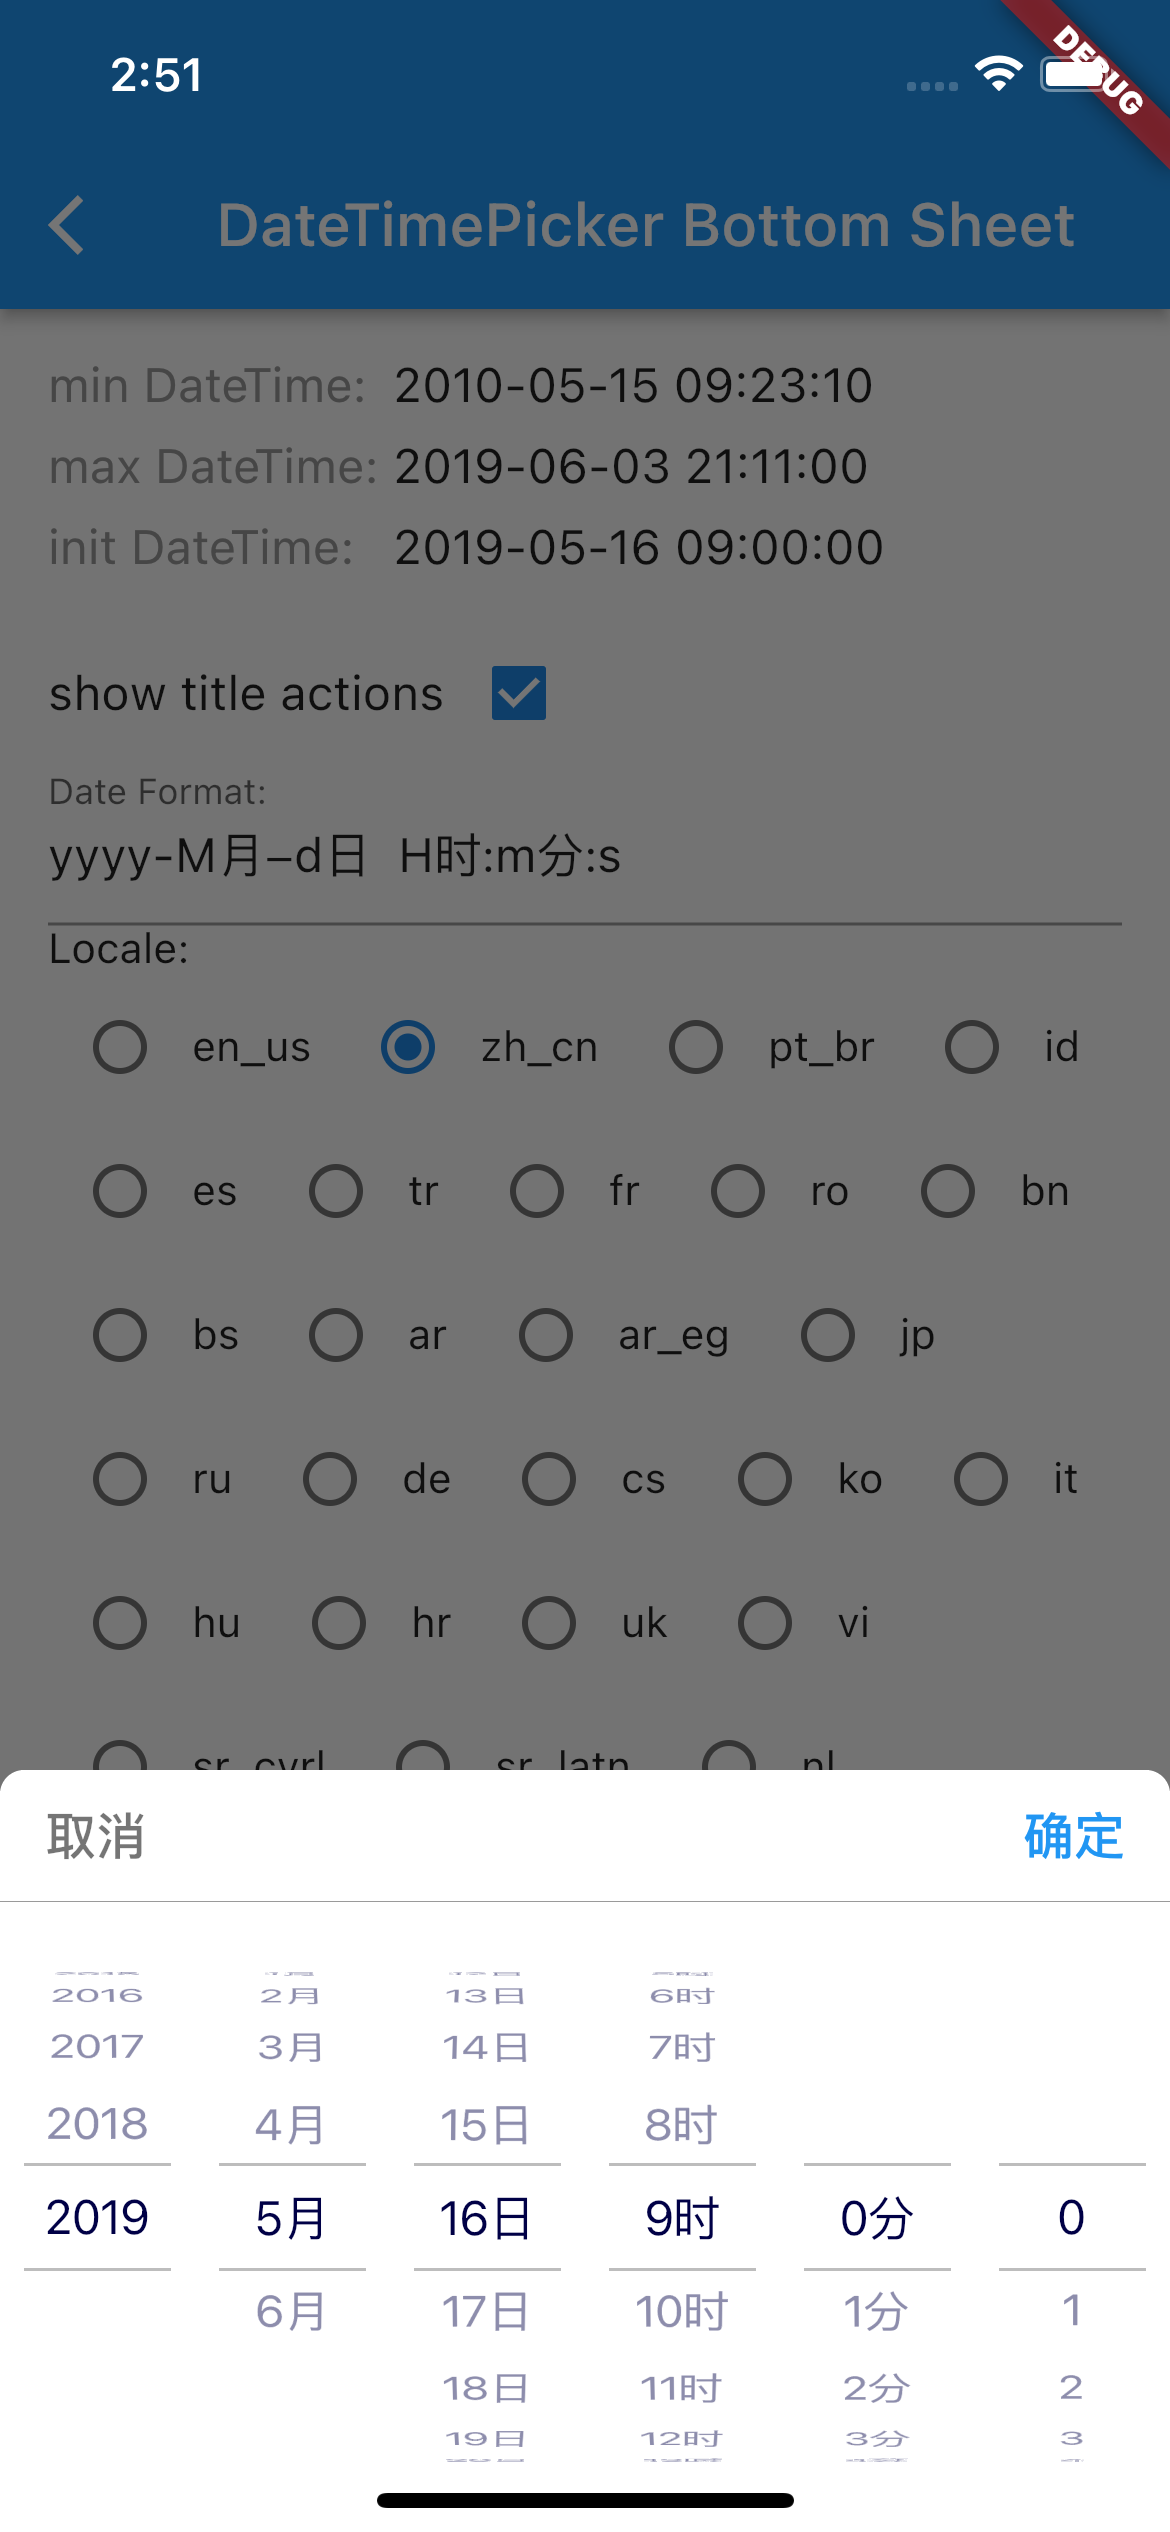 2:51
DEBUG
DateTimePicker Bottom Sheet
min DateTime: 2010-05-15 09:23:10
max DateTime: 2019-06-03 21:11:00
init DateTime: 2019-05-16 09:00:00
show title actions
Date Format:
yyyy-M月–d日 H时:m分:s
Locale:
en_us zh_cn pt_br id
es tr fr ro bn
bs ar ar_eg jp
ru de cs ko it
hu hr uk vi
sr_cyrl sr_latn nl
取消 确定
2016 2月 13日 6时
2017 3月 14日 7时
2018 4月 15日 8时
2019 5月 16日 9时 0分 0
6月 17日 10时 1分 1
18日 11时 2分 2
19日 12时 3分 3